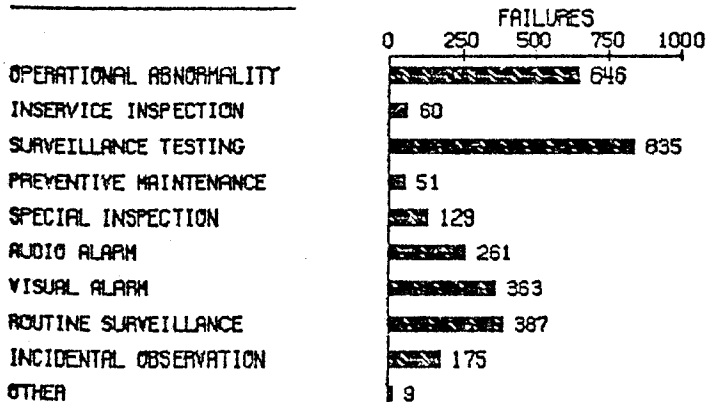 FAILURES
0 250 500 750 1000
OPERATIONAL ABNORMALITY 646
INSERVICE INSPECTION 60
SURVEILLANCE TESTING 835
PREVENTIVE MAINTENANCE 51
SPECIAL INSPECTION 129
AUDIO ALARM 261
VISUAL ALARM 363
ROUTINE SURVEILLANCE 387
INCIDENTAL OBSERVATION 175
OTHER 9